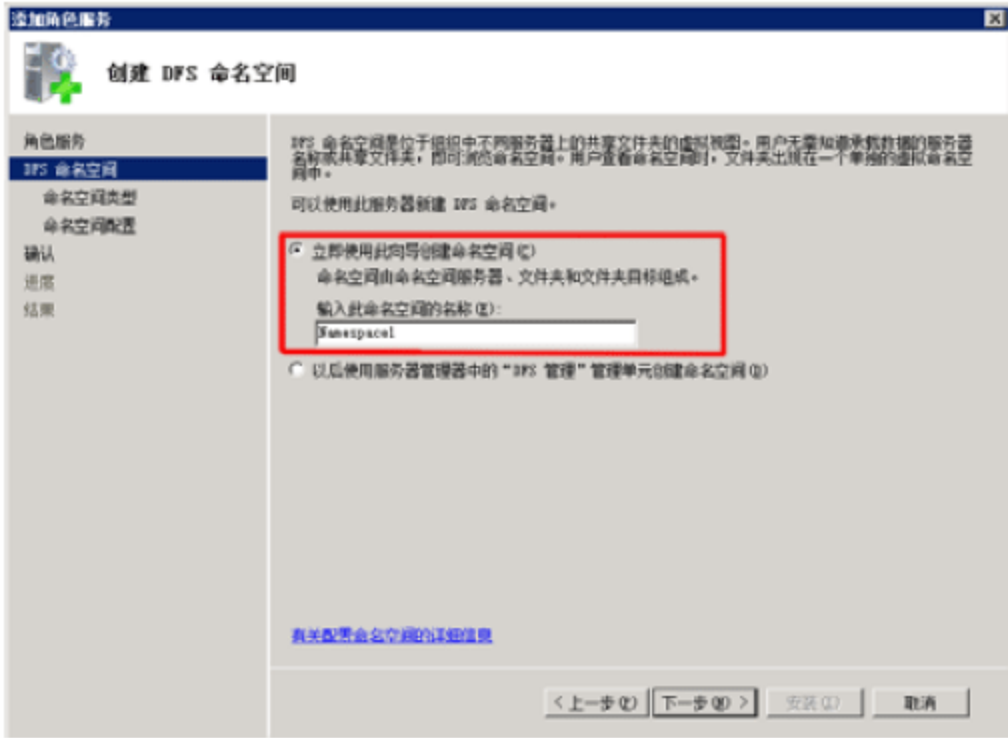 添加角色服务
创建 DFS 命名空间
角色服务
DFS 命名空间
命名空间类型
命名空间配置
确认
进度
结果
DFS 命名空间是位于组织中不同服务器上的共享文件夹的虚拟视图。用户无需知道承载数据的服务器
名称或共享文件夹，即可浏览命名空间。用户查看命名空间时，文件夹出现在一个单独的虚拟命名空
间中。
可以使用此服务器新建 DFS 命名空间。
立即使用此向导创建命名空间(C)
命名空间由命名空间服务器、文件夹和文件夹目标组成。
输入此命名空间的名称(E):
Namespace1
以后使用服务器管理器中的“DFS 管理”管理单元创建命名空间(D)
有关配置命名空间的详细信息
< 上一步(P)
下一步(N) >
安装(I)
取消